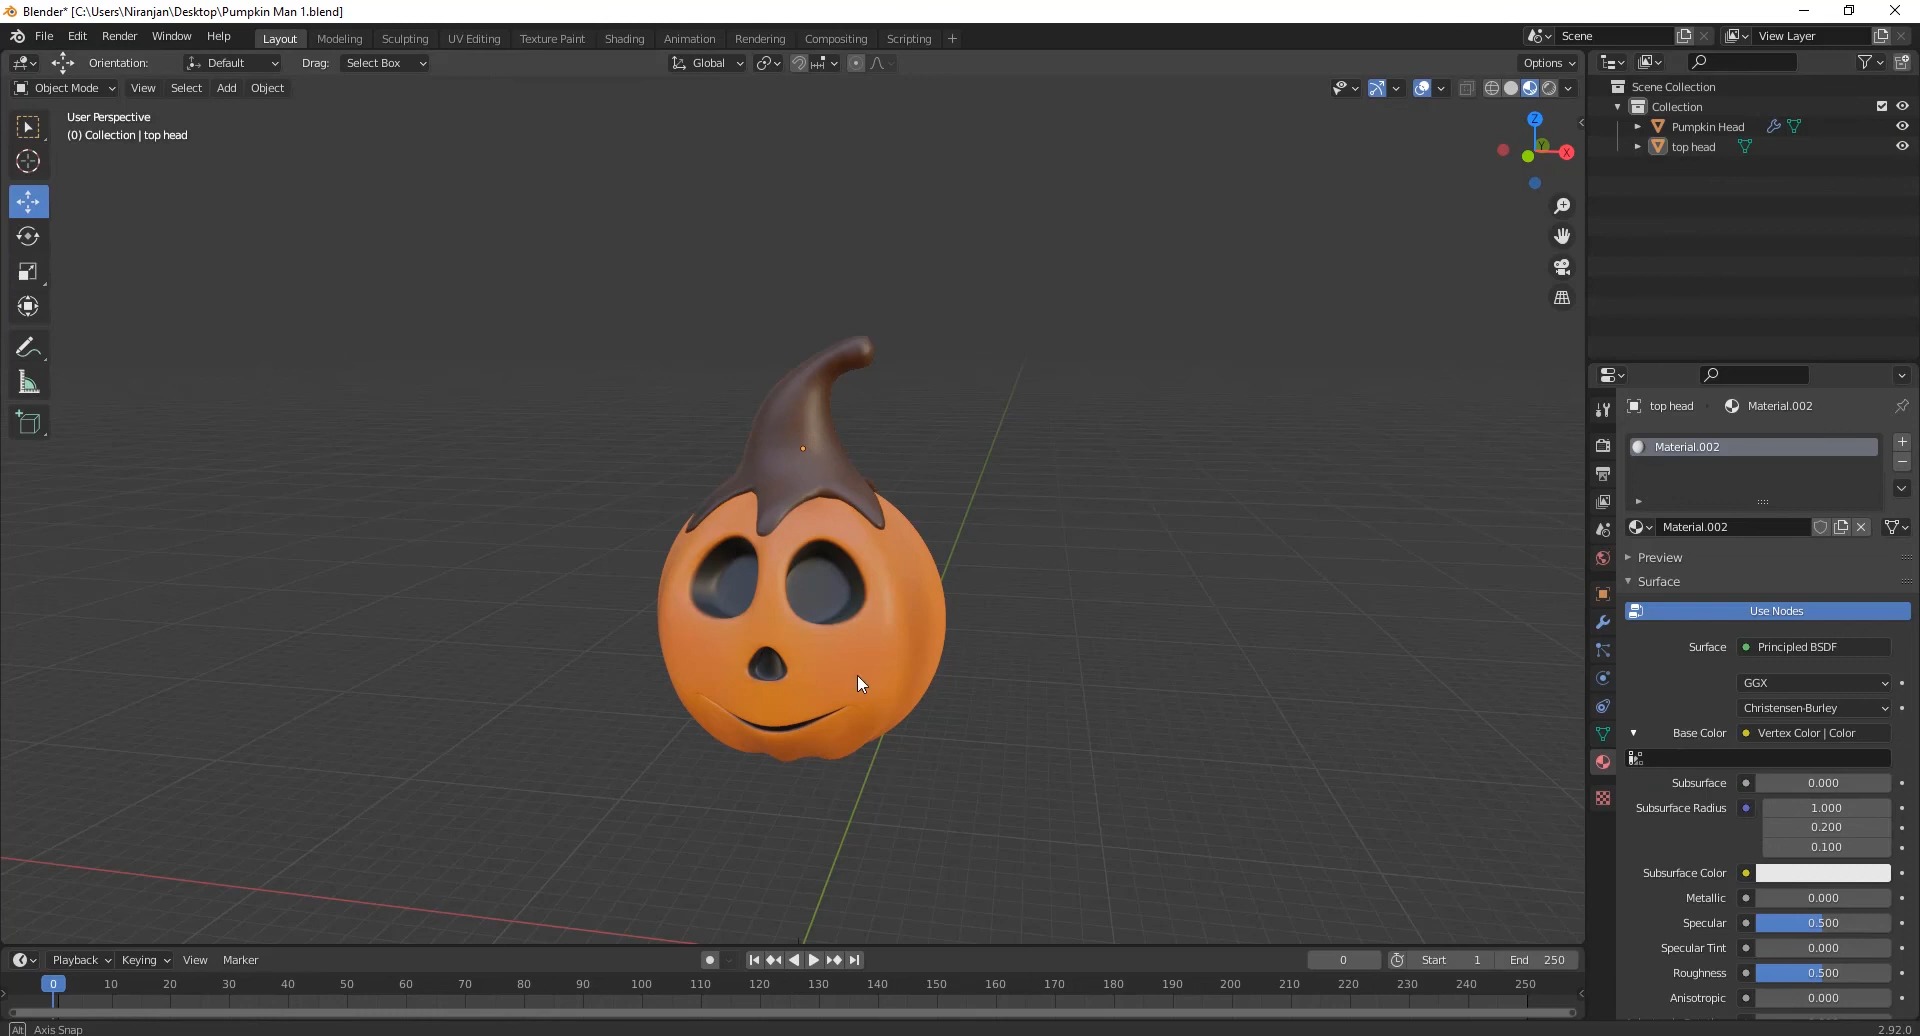 Blender* [C:\Users\Niranjan\Desktop\Pumpkin Man 1.blend]
File Edit Render Window Help
Layout Modeling Sculpting UV Editing Texture Paint Shading Animation Rendering Compositing Scripting +
Scene
View Layer
Orientation: Default Drag: Select Box
Global
Options
Object Mode View Select Add Object
User Perspective
(0) Collection | top head
Z
Y
X
Scene Collection
Collection
Pumpkin Head
top head
top head Material.002
Material.002
Material.002
Preview
Surface
Use Nodes
Surface Principled BSDF
GGX
Christensen-Burley
Base Color Vertex Color | Color
Subsurface 0.000
Subsurface Radius 1.000
0.200
0.100
Subsurface Color
Metallic 0.000
Specular 0.500
Specular Tint 0.000
Roughness 0.500
Anisotropic 0.000
Playback Keying View Marker
0 Start 1 End 250
0 10 20 30 40 50 60 70 80 90 100 110 120 130 140 150 160 170 180 190 200 210 220 230 240 250
Alt Axis Snap
2.92.0